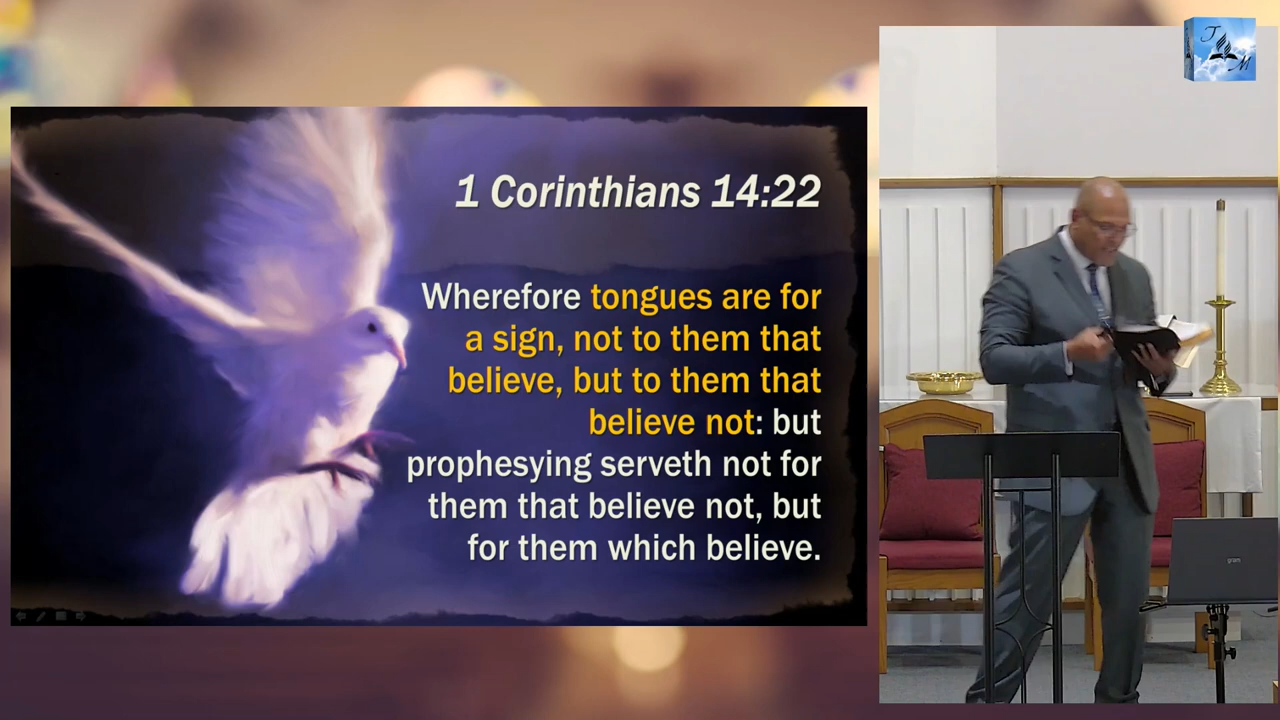 1 Corinthians 14:22
Wherefore tongues are for
a sign, not to them that
believe, but to them that
believe not: but
prophesying serveth not for
them that believe not, but
for them which believe.
J
M
gram